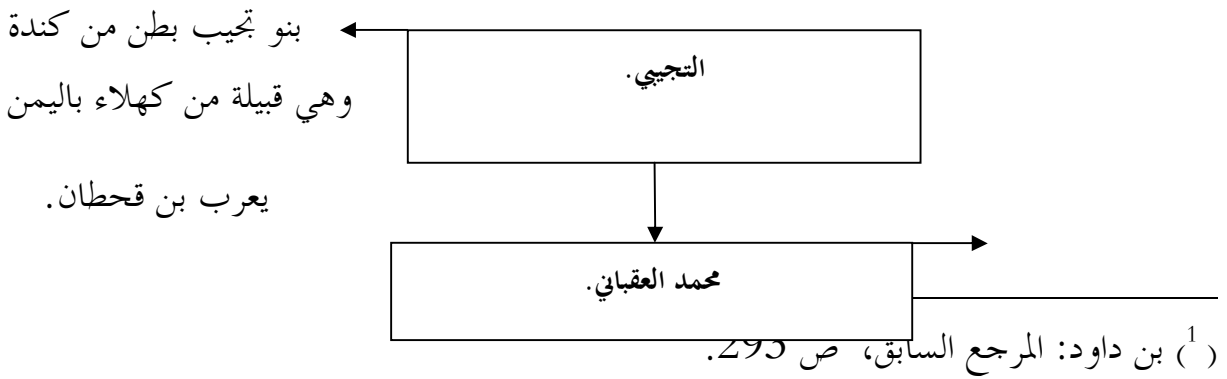 بنو تجيب بطن من كندة
التجيبي.
وهي قبيلة من كهلاء باليمن
يعرب بن قحطان.
محمد العقباني.
(1) بن داود: المرجع السابق، ص 293.